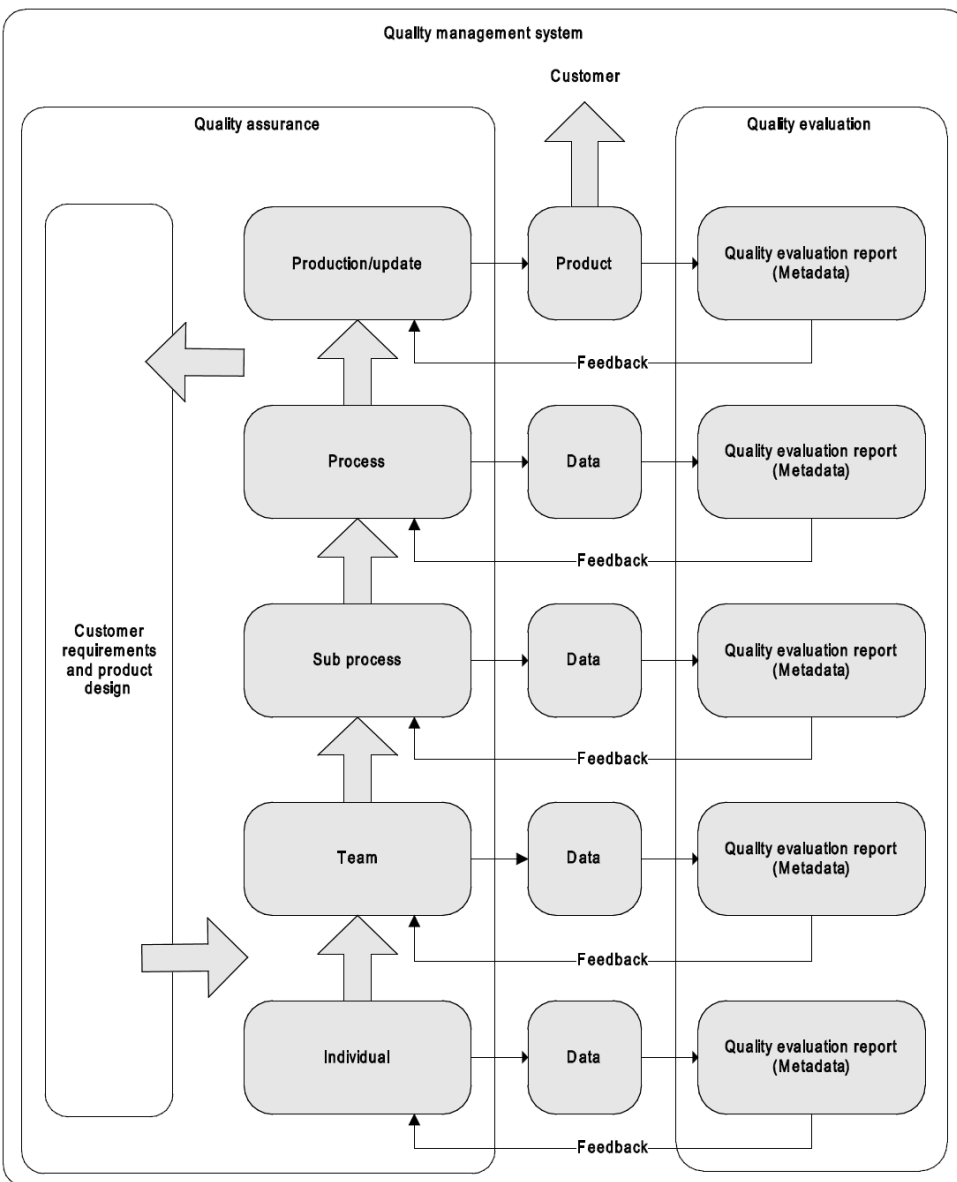 Quality management system
Customer
Quality assurance
Quality evaluation
Production/update
Product
Quality evaluation report
(Metadata)
Feedback
Process
Data
Quality evaluation report
(Metadata)
Feedback
Customer
requirements
and product
design
Sub process
Data
Quality evaluation report
(Metadata)
Feedback
Team
Data
Quality evaluation report
(Metadata)
Feedback
Individual
Data
Quality evaluation report
(Metadata)
Feedback